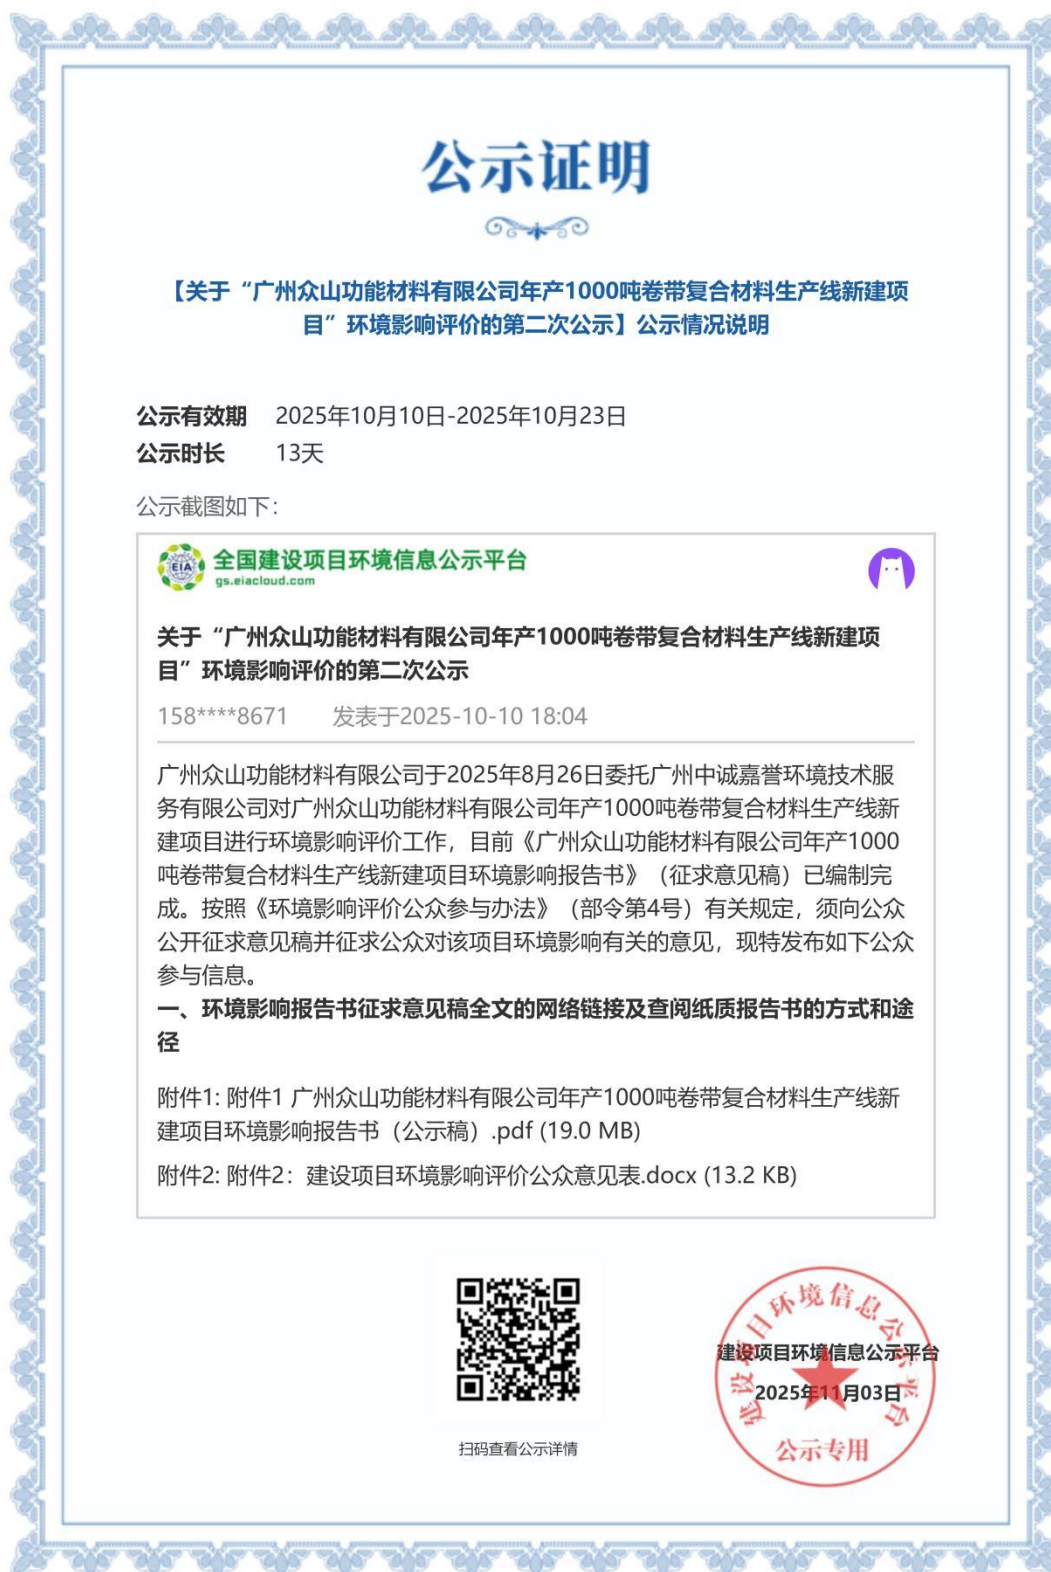 公示证明
【关于“广州众山功能材料有限公司年产1000吨卷带复合材料生产线新建项
目”环境影响评价的第二次公示】公示情况说明
公示有效期 2025年10月10日-2025年10月23日
公示时长 13天
公示截图如下：
EIA 全国建设项目环境信息公示平台
gs.eiacloud.com
关于“广州众山功能材料有限公司年产1000吨卷带复合材料生产线新建项
目”环境影响评价的第二次公示
158****8671 发表于2025-10-10 18:04
广州众山功能材料有限公司于2025年8月26日委托广州中诚嘉誉环境技术服
务有限公司对广州众山功能材料有限公司年产1000吨卷带复合材料生产线新
建项目进行环境影响评价工作，目前《广州众山功能材料有限公司年产1000
吨卷带复合材料生产线新建项目环境影响报告书》（征求意见稿）已编制完
成。按照《环境影响评价公众参与办法》（部令第4号）有关规定，须向公众
公开征求意见稿并征求公众对该项目环境影响有关的意见，现特发布如下公众
参与信息。
一、环境影响报告书征求意见稿全文的网络链接及查阅纸质报告书的方式和途
径
附件1: 附件1 广州众山功能材料有限公司年产1000吨卷带复合材料生产线新
建项目环境影响报告书（公示稿）.pdf (19.0 MB)
附件2: 附件2：建设项目环境影响评价公众意见表.docx (13.2 KB)
扫码查看公示详情
建设项目环境信息公示平台
建设项目环境信息公示平台
2025年11月03日
公示专用